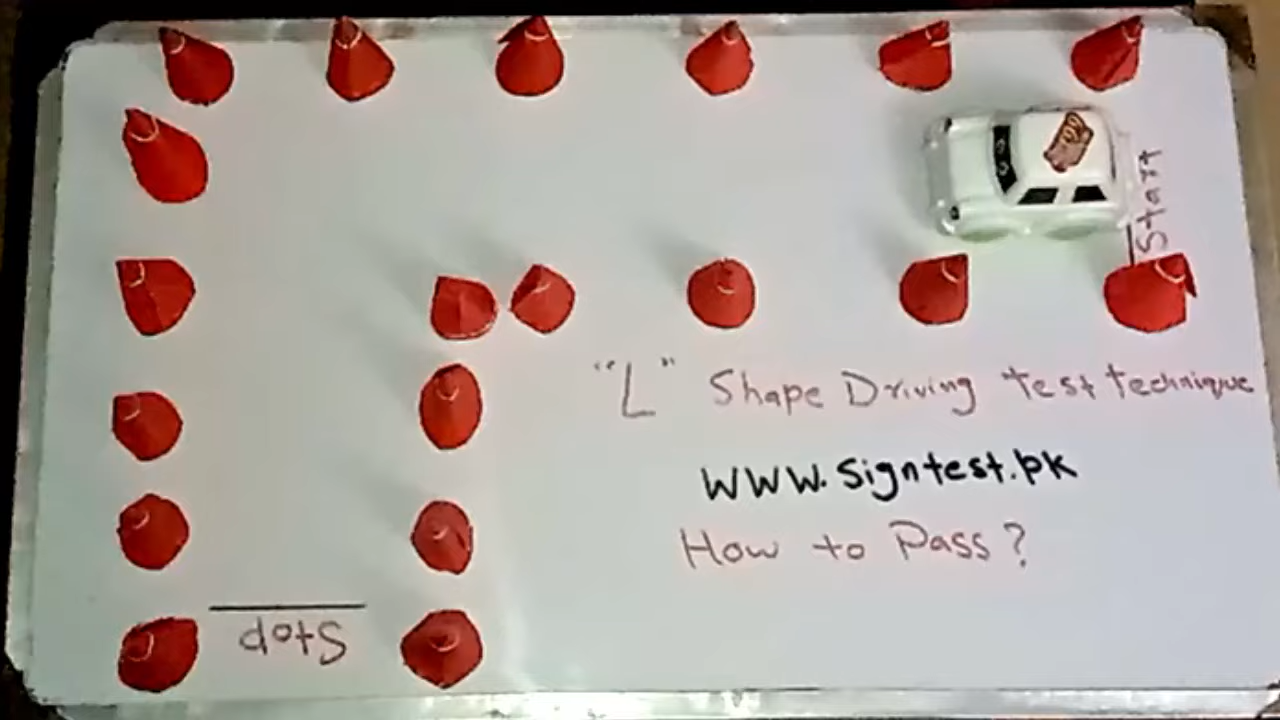 Start
"L" Shape Driving test technique
www.Signtest.pk
How to Pass?
Stop